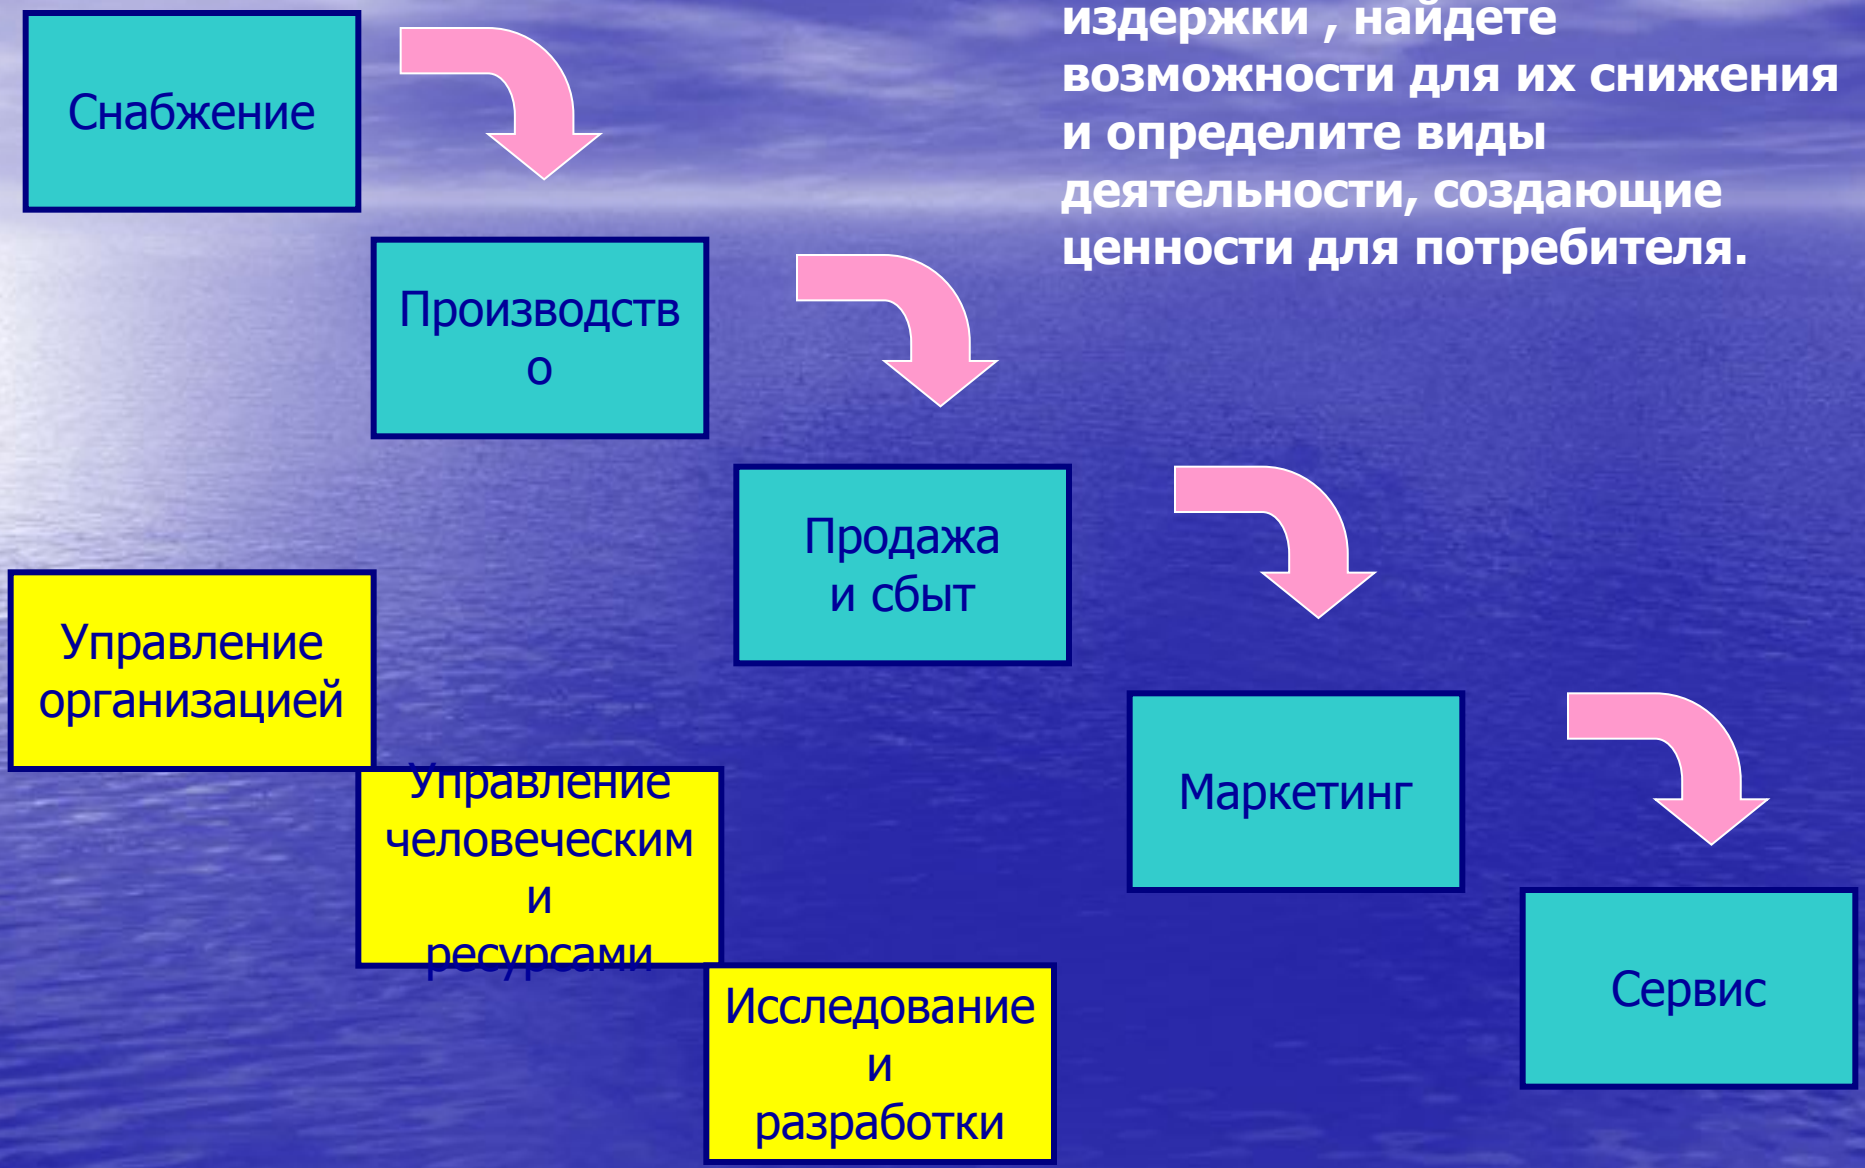 издержки , найдете
возможности для их снижения
и определите виды
деятельности, создающие
ценности для потребителя.
Снабжение
Производств
о
Продажа
и сбыт
Маркетинг
Сервис
Управление
организацией
Управление
человеческим
и
ресурсами
Исследование
и
разработки